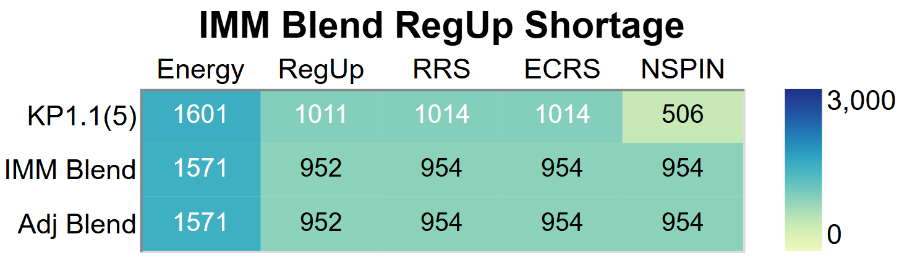 IMM Blend RegUp Shortage
Energy RegUp RRS ECRS NSPIN
KP1.1(5) 1601 1011 1014 1014 506
IMM Blend 1571 952 954 954 954
Adj Blend 1571 952 954 954 954
3,000
0